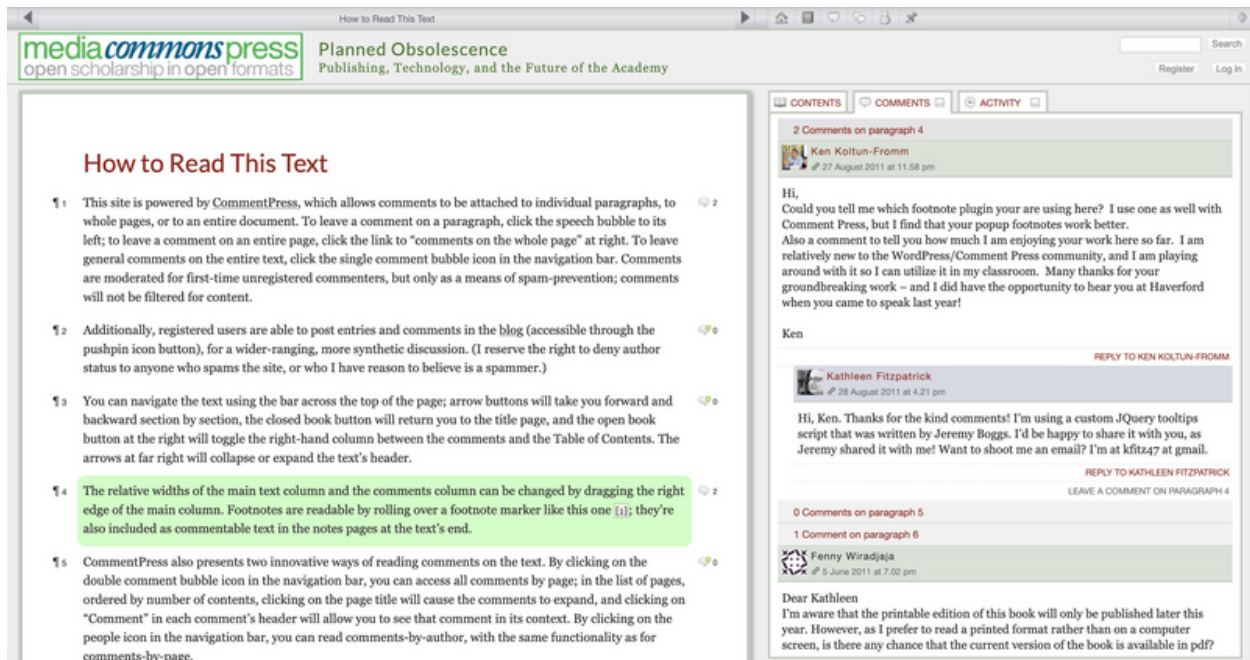 How to Read This Text
mediacommonspress
open scholarship in open formats
Planned Obsolescence
Publishing, Technology, and the Future of the Academy
Search
Register Log in
How to Read This Text
¶ 1 This site is powered by CommentPress, which allows comments to be attached to individual paragraphs, to 2
whole pages, or to an entire document. To leave a comment on a paragraph, click the speech bubble to its
left; to leave a comment on an entire page, click the link to “comments on the whole page” at right. To leave
general comments on the entire text, click the single comment bubble icon in the navigation bar. Comments
are moderated for first-time unregistered commenters, but only as a means of spam-prevention; comments
will not be filtered for content.
¶ 2 Additionally, registered users are able to post entries and comments in the blog (accessible through the 0
pushpin icon button), for a wider-ranging, more synthetic discussion. (I reserve the right to deny author
status to anyone who spams the site, or who I have reason to believe is a spammer.)
¶ 3 You can navigate the text using the bar across the top of the page; arrow buttons will take you forward and 0
backward section by section, the closed book button will return you to the title page, and the open book
button at the right will toggle the right-hand column between the comments and the Table of Contents. The
arrows at far right will collapse or expand the text’s header.
¶ 4 The relative widths of the main text column and the comments column can be changed by dragging the right 2
edge of the main column. Footnotes are readable by rolling over a footnote marker like this one [1]; they’re
also included as commentable text in the notes pages at the text’s end.
¶ 5 CommentPress also presents two innovative ways of reading comments on the text. By clicking on the 0
double comment bubble icon in the navigation bar, you can access all comments by page; in the list of pages,
ordered by number of contents, clicking on the page title will cause the comments to expand, and clicking on
“Comment” in each comment’s header will allow you to see that comment in its context. By clicking on the
people icon in the navigation bar, you can read comments-by-author, with the same functionality as for
comments-by-page.
CONTENTS COMMENTS ACTIVITY
2 Comments on paragraph 4
Ken Koltun-Fromm
27 August 2011 at 11.58 pm
Hi,
Could you tell me which footnote plugin your are using here? I use one as well with
Comment Press, but I find that your popup footnotes work better.
Also a comment to tell you how much I am enjoying your work here so far. I am
relatively new to the WordPress/Comment Press community, and I am playing
around with it so I can utilize it in my classroom. Many thanks for your
groundbreaking work – and I did have the opportunity to hear you at Haverford
when you came to speak last year!
Ken
REPLY TO KEN KOLTUN-FROMM
Kathleen Fitzpatrick
28 August 2011 at 4.21 pm
Hi, Ken. Thanks for the kind comments! I’m using a custom JQuery tooltips
script that was written by Jeremy Boggs. I’d be happy to share it with you, as
Jeremy shared it with me! Want to shoot me an email? I’m at kfitz47 at gmail.
REPLY TO KATHLEEN FITZPATRICK
LEAVE A COMMENT ON PARAGRAPH 4
0 Comments on paragraph 5
1 Comment on paragraph 6
Fenny Wiradjaja
5 June 2011 at 7.02 pm
Dear Kathleen
I’m aware that the printable edition of this book will only be published later this
year. However, as I prefer to read a printed format rather than on a computer
screen, is there any chance that the current version of the book is available in pdf?